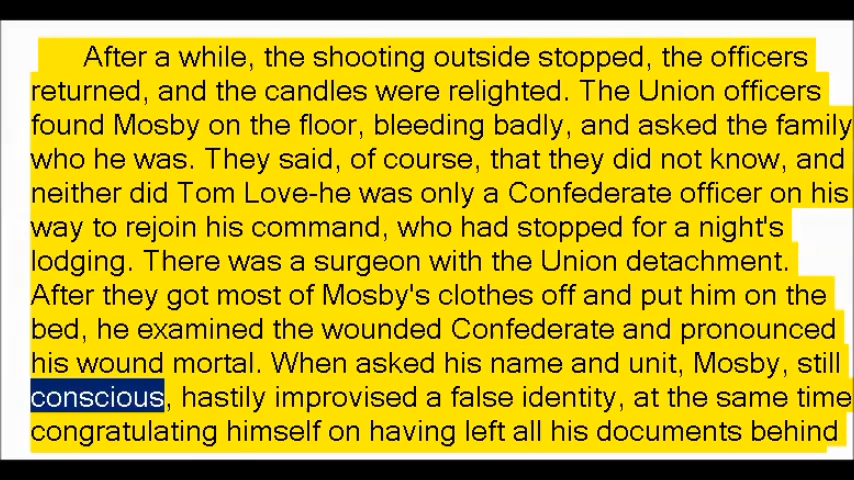 After a while, the shooting outside stopped, the officers
returned, and the candles were relighted. The Union officers
found Mosby on the floor, bleeding badly, and asked the family
who he was. They said, of course, that they did not know, and
neither did Tom Love-he was only a Confederate officer on his
way to rejoin his command, who had stopped for a night's
lodging. There was a surgeon with the Union detachment.
After they got most of Mosby's clothes off and put him on the
bed, he examined the wounded Confederate and pronounced
his wound mortal. When asked his name and unit, Mosby, still
conscious, hastily improvised a false identity, at the same time
congratulating himself on having left all his documents behind